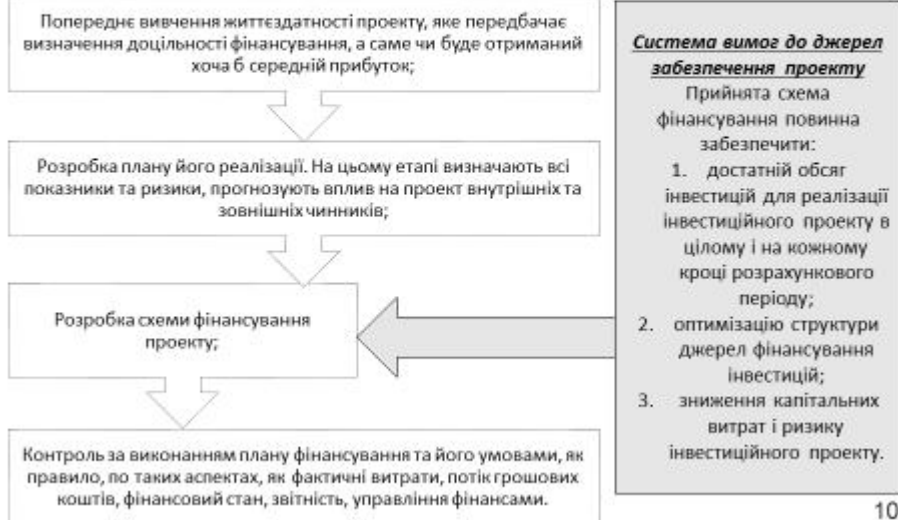 Попереднє вивчення життєздатності проекту, яке передбачає
визначення доцільності фінансування, а саме чи буде отриманий
хоча б середній прибуток;
Розробка плану його реалізації. На цьому етапі визначають всі
показники та ризики, прогнозують вплив на проект внутрішніх та
зовнішніх чинників;
Розробка схеми фінансування
проекту;
Контроль за виконанням плану фінансування та його умовами, як
правило, по таких аспектах, як фактичні витрати, потік грошових
коштів, фінансовий стан, звітність, управління фінансами.
Система вимог до джерел
забезпечення проекту
Прийнята схема
фінансування повинна
забезпечити:
1. достатній обсяг
інвестицій для реалізації
інвестиційного проекту в
цілому і на кожному
кроці розрахункового
періоду;
2. оптимізацію структури
джерел фінансування
інвестицій;
3. зниження капітальних
витрат і ризику
інвестиційного проекту.
10